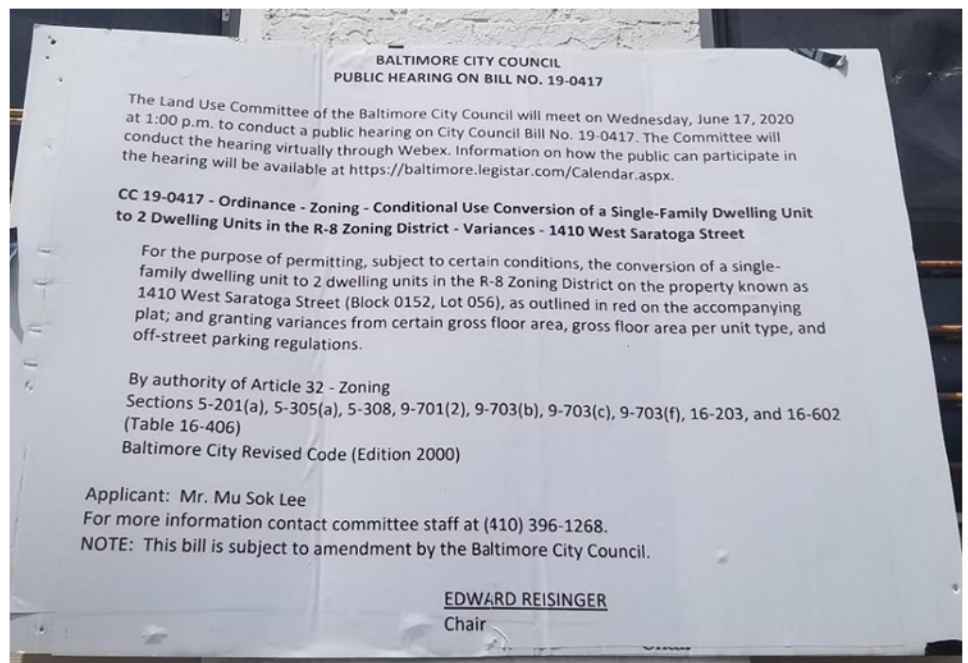 BALTIMORE CITY COUNCIL
PUBLIC HEARING ON BILL NO. 19-0417
The Land Use Committee of the Baltimore City Council will meet on Wednesday, June 17, 2020
at 1:00 p.m. to conduct a public hearing on City Council Bill No. 19-0417. The Committee will
conduct the hearing virtually through Webex. Information on how the public can participate in
the hearing will be available at https://baltimore.legistar.com/Calendar.aspx.
CC 19-0417 - Ordinance - Zoning - Conditional Use Conversion of a Single-Family Dwelling Unit
to 2 Dwelling Units in the R-8 Zoning District - Variances - 1410 West Saratoga Street
For the purpose of permitting, subject to certain conditions, the conversion of a single-
family dwelling unit to 2 dwelling units in the R-8 Zoning District on the property known as
1410 West Saratoga Street (Block 0152, Lot 056), as outlined in red on the accompanying
plat; and granting variances from certain gross floor area, gross floor area per unit type, and
off-street parking regulations.
By authority of Article 32 - Zoning
Sections 5-201(a), 5-305(a), 5-308, 9-701(2), 9-703(b), 9-703(c), 9-703(f), 16-203, and 16-602
(Table 16-406)
Baltimore City Revised Code (Edition 2000)
Applicant: Mr. Mu Sok Lee
For more information contact committee staff at (410) 396-1268.
NOTE: This bill is subject to amendment by the Baltimore City Council.
EDWARD REISINGER
Chair